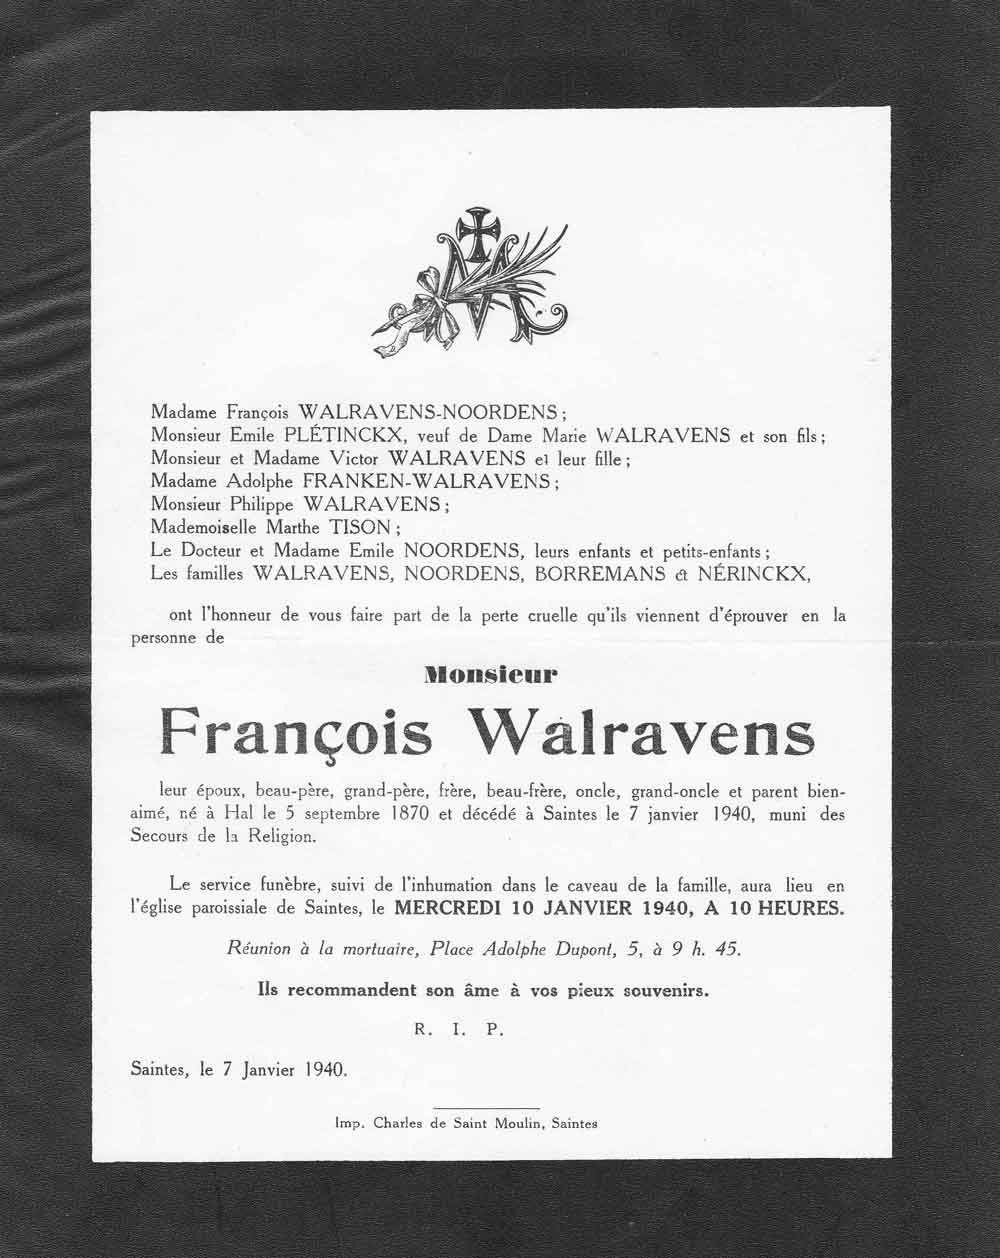 Madame François WALRAVENS-NOORDENS ;
Monsieur Emile PLÉTINCKX, veuf de Dame Marie WALRAVENS et son fils ;
Monsieur et Madame Victor WALRAVENS et leur fille ;
Madame Adolphe FRANKEN-WALRAVENS ;
Monsieur Philippe WALRAVENS ;
Mademoiselle Marthe TISON ;
Le Docteur et Madame Emile NOORDENS, leurs enfants et petits-enfants ;
Les familles WALRAVENS, NOORDENS, BORREMANS & NÉRINCKX,
ont l'honneur de vous faire part de la perte cruelle qu'ils viennent d'éprouver en la
personne de
Monsieur
François Walravens
leur époux, beau-père, grand-père, frère, beau-frère, oncle, grand-oncle et parent bien-
aimé, né à Hal le 5 septembre 1870 et décédé à Saintes le 7 janvier 1940, muni des
Secours de la Religion.
Le service funèbre, suivi de l'inhumation dans le caveau de la famille, aura lieu en
l'église paroissiale de Saintes, le MERCREDI 10 JANVIER 1940, A 10 HEURES.
Réunion à la mortuaire, Place Adolphe Dupont, 5, à 9 h. 45.
Ils recommandent son âme à vos pieux souvenirs.
R. I. P.
Saintes, le 7 Janvier 1940.
Imp. Charles de Saint Moulin, Saintes